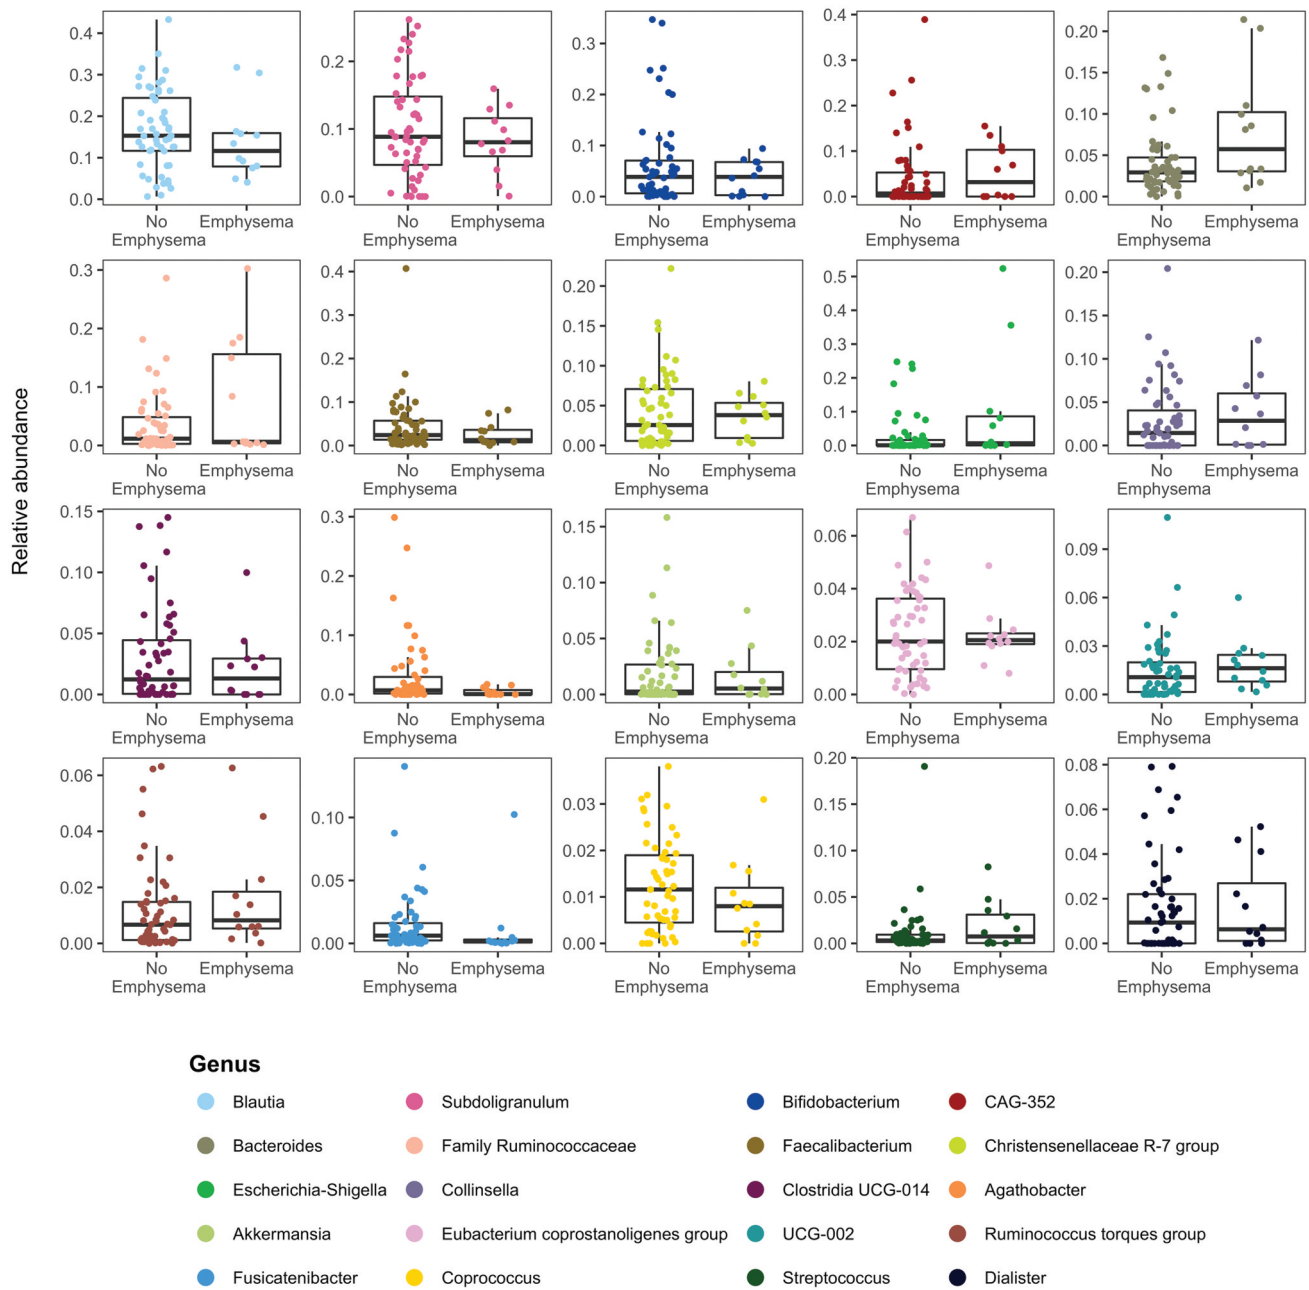 Relative abundance
0.4
0.3
0.2
0.1
0.0
No
Emphysema
Emphysema
0.2
0.1
0.0
No
Emphysema
Emphysema
0.3
0.2
0.1
0.0
No
Emphysema
Emphysema
0.4
0.3
0.2
0.1
0.0
No
Emphysema
Emphysema
0.20
0.15
0.10
0.05
0.00
No
Emphysema
Emphysema
0.3
0.2
0.1
0.0
No
Emphysema
Emphysema
0.4
0.3
0.2
0.1
0.0
No
Emphysema
Emphysema
0.20
0.15
0.10
0.05
0.00
No
Emphysema
Emphysema
0.5
0.4
0.3
0.2
0.1
0.0
No
Emphysema
Emphysema
0.20
0.15
0.10
0.05
0.00
No
Emphysema
Emphysema
0.15
0.10
0.05
0.00
No
Emphysema
Emphysema
0.3
0.2
0.1
0.0
No
Emphysema
Emphysema
0.15
0.10
0.05
0.00
No
Emphysema
Emphysema
0.06
0.04
0.02
0.00
No
Emphysema
Emphysema
0.09
0.06
0.03
0.00
No
Emphysema
Emphysema
0.06
0.04
0.02
0.00
No
Emphysema
Emphysema
0.10
0.05
0.00
No
Emphysema
Emphysema
0.03
0.02
0.01
0.00
No
Emphysema
Emphysema
0.20
0.15
0.10
0.05
0.00
No
Emphysema
Emphysema
0.08
0.06
0.04
0.02
0.00
No
Emphysema
Emphysema
Genus
Blautia
Subdoligranulum
Bifidobacterium
CAG-352
Bacteroides
Family Ruminococcaceae
Faecalibacterium
Christensenellaceae R-7 group
Escherichia-Shigella
Collinsella
Clostridia UCG-014
Agathobacter
Akkermansia
Eubacterium coprostanoligenes group
UCG-002
Ruminococcus torques group
Fusicatenibacter
Coprococcus
Streptococcus
Dialister